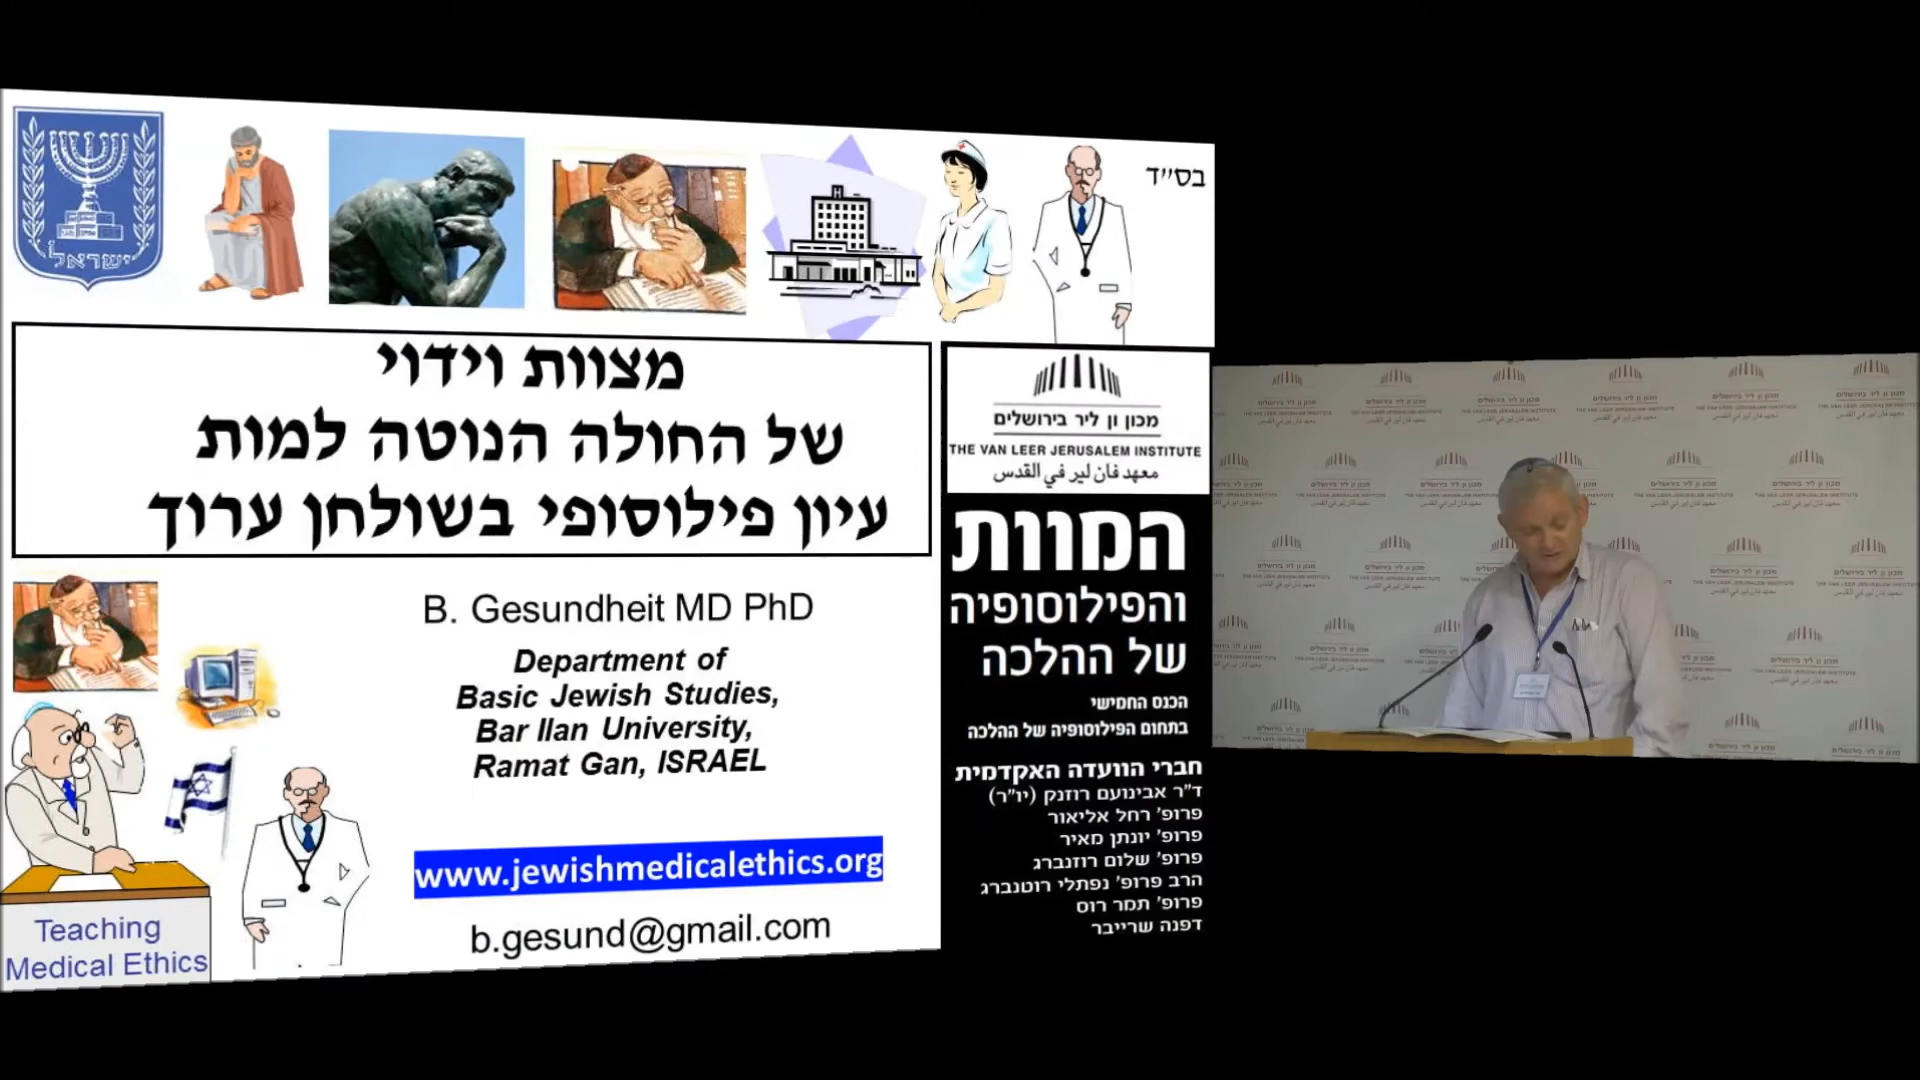 בס״ד
ישראל
מצוות וידוי
של החולה הנוטה למות
עיון פילוסופי בשולחן ערוך
B. Gesundheit MD PhD
Department of
Basic Jewish Studies,
Bar Ilan University,
Ramat Gan, ISRAEL
www.jewishmedicalethics.org
b.gesund@gmail.com
Teaching
Medical Ethics
מכון ון ליר בירושלים
THE VAN LEER JERUSALEM INSTITUTE
معهد فان لير في القدس
המוות
והפילוסופיה
של ההלכה
הכנס החמישי
בתחום הפילוסופיה של ההלכה
חברי הוועדה האקדמית
ד״ר אבינועם רוזנק (יו״ר)
פרופ׳ רחל אליאור
פרופ׳ יונתן מאיר
פרופ׳ שלום רוזנברג
הרב פרופ׳ נפתלי רוטנברג
פרופ׳ תמר רוס
דפנה שרייבר